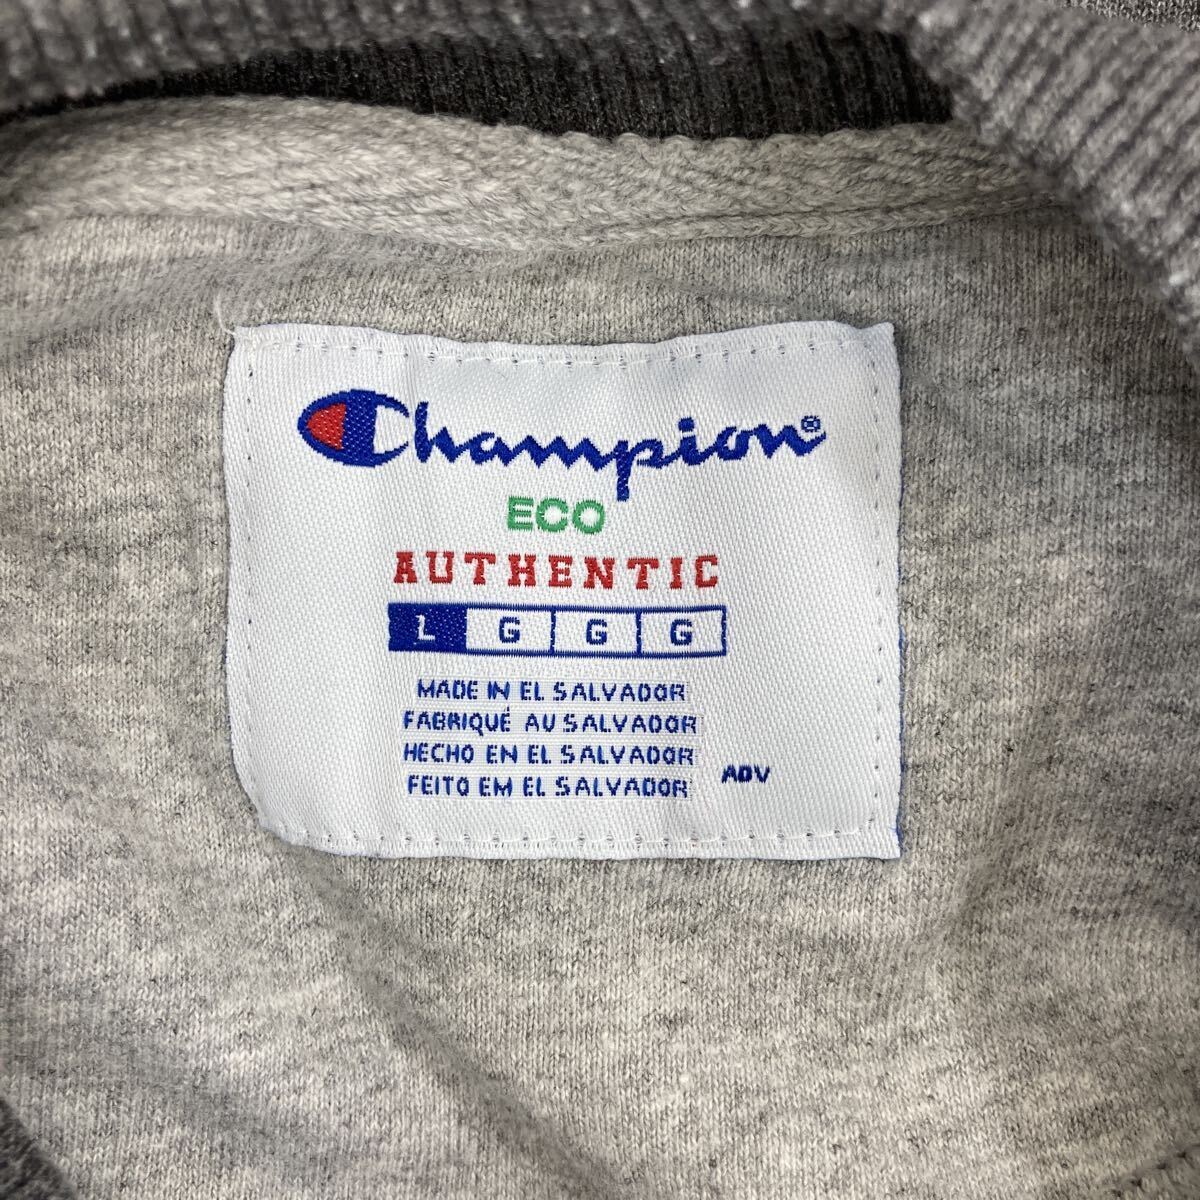 Champion®
ECO
AUTHENTIC
L G G G
MADE IN EL SALVADOR
FABRIQUÉ AU SALVADOR
HECHO EN EL SALVADOR
FEITO EM EL SALVADOR ADV